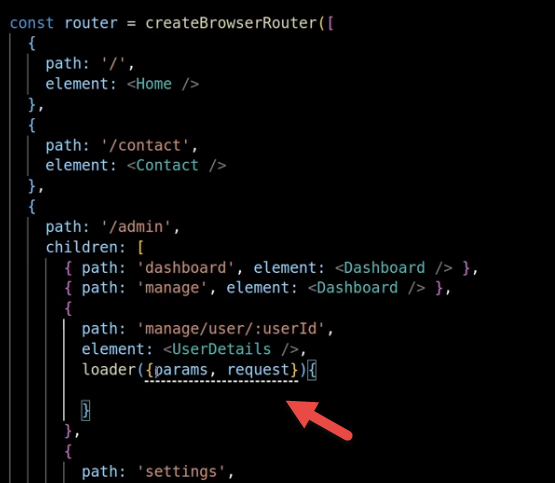 const router = createBrowserRouter([
{
path: '/',
element: <Home />
},
{
path: '/contact',
element: <Contact />
},
{
path: '/admin',
children: [
{ path: 'dashboard', element: <Dashboard /> },
{ path: 'manage', element: <Dashboard /> },
{
path: 'manage/user/:userId',
element: <UserDetails />,
loader({params, request}){
}
},
{
path: 'settings',